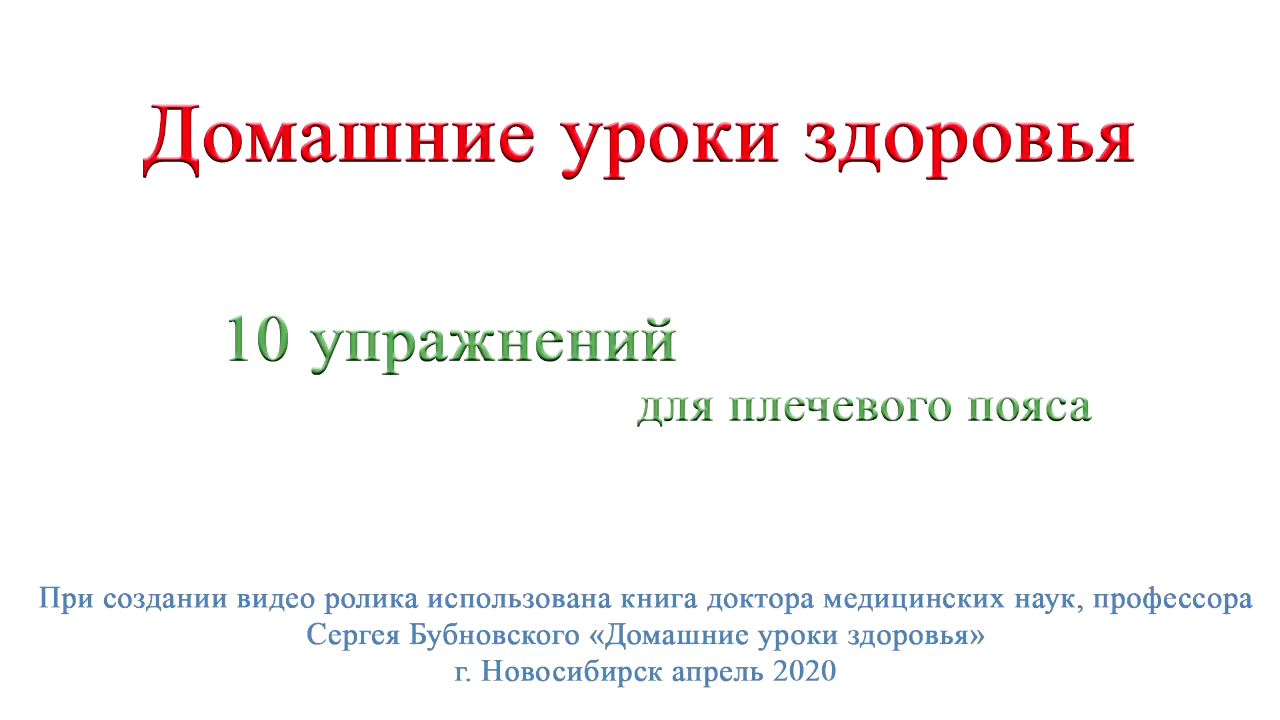 Домашние уроки здоровья
10 упражнений
для плечевого пояса
При создании видео ролика использована книга доктора медицинских наук, профессора
Сергея Бубновского «Домашние уроки здоровья»
г. Новосибирск апрель 2020